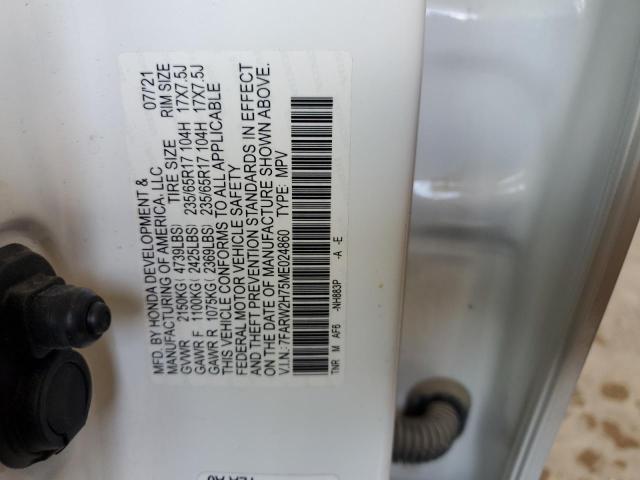 MFD. BY HONDA DEVELOPMENT & 07/21
MANUFACTURING OF AMERICA, LLC
TIRE SIZE RIM SIZE
GVWR 2150KG( 4739LBS)
GAWR F 1100KG( 2425LBS) 235/65R17 104H 17X7.5J
GAWR R 1075KG( 2369LBS) 235/65R17 104H 17X7.5J
THIS VEHICLE CONFORMS TO ALL APPLICABLE
FEDERAL MOTOR VEHICLE SAFETY
AND THEFT PREVENTION STANDARDS IN EFFECT
ON THE DATE OF MANUFACTURE SHOWN ABOVE.
V.I.N.: 7FARW2H75ME024860 TYPE: MPV
TNR M AF6 -NH883P -A -E